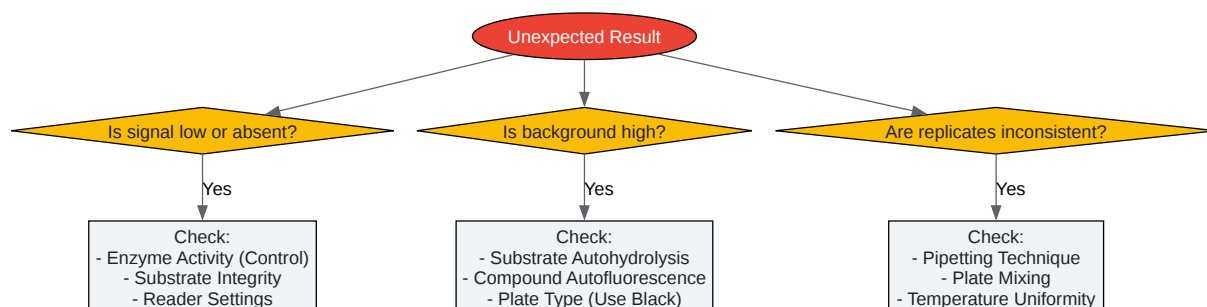 Unexpected Result
Is signal low or absent?
Is background high?
Are replicates inconsistent?
Yes
Yes
Yes
Check:
- Enzyme Activity (Control)
- Substrate Integrity
- Reader Settings
Check:
- Substrate Autohydrolysis
- Compound Autofluorescence
- Plate Type (Use Black)
Check:
- Pipetting Technique
- Plate Mixing
- Temperature Uniformity